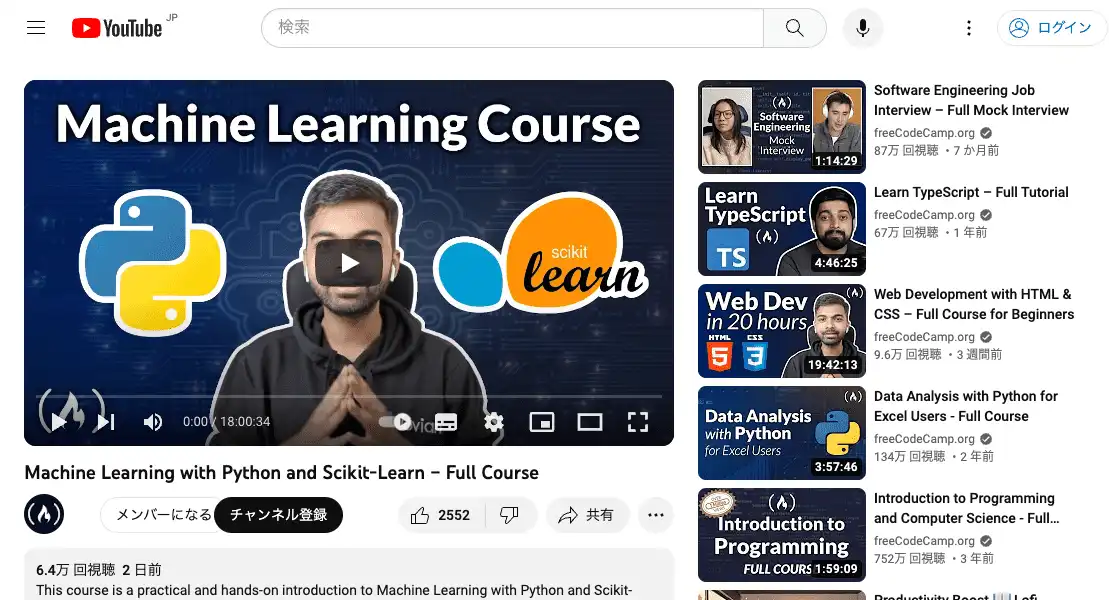 YouTube JP
検索
ログイン
Machine Learning Course
scikit
learn
0:00 / 18:00:34
Machine Learning with Python and Scikit-Learn – Full Course
メンバーになる
チャンネル登録
2552
共有
6.4万 回視聴 2 日前
This course is a practical and hands-on introduction to Machine Learning with Python and Scikit-
Software
Engineering
Mock
Interview
1:14:29
Software Engineering Job
Interview – Full Mock Interview
freeCodeCamp.org
87万 回視聴 ・7 か月前
Learn
TypeScript
TS
4:46:25
Learn TypeScript – Full Tutorial
freeCodeCamp.org
67万 回視聴 ・1 年前
Web Dev
in 20 hours
HTML
CSS
5
3
19:42:13
Web Development with HTML &
CSS – Full Course for Beginners
freeCodeCamp.org
9.6万 回視聴 ・3 週間前
Data Analysis
with Python
for Excel Users
3:57:46
Data Analysis with Python for
Excel Users - Full Course
freeCodeCamp.org
134万 回視聴 ・2 年前
Introduction to
Programming
FULL COURS
1:59:09
Introduction to Programming
and Computer Science - Full...
freeCodeCamp.org
752万 回視聴 ・3 年前